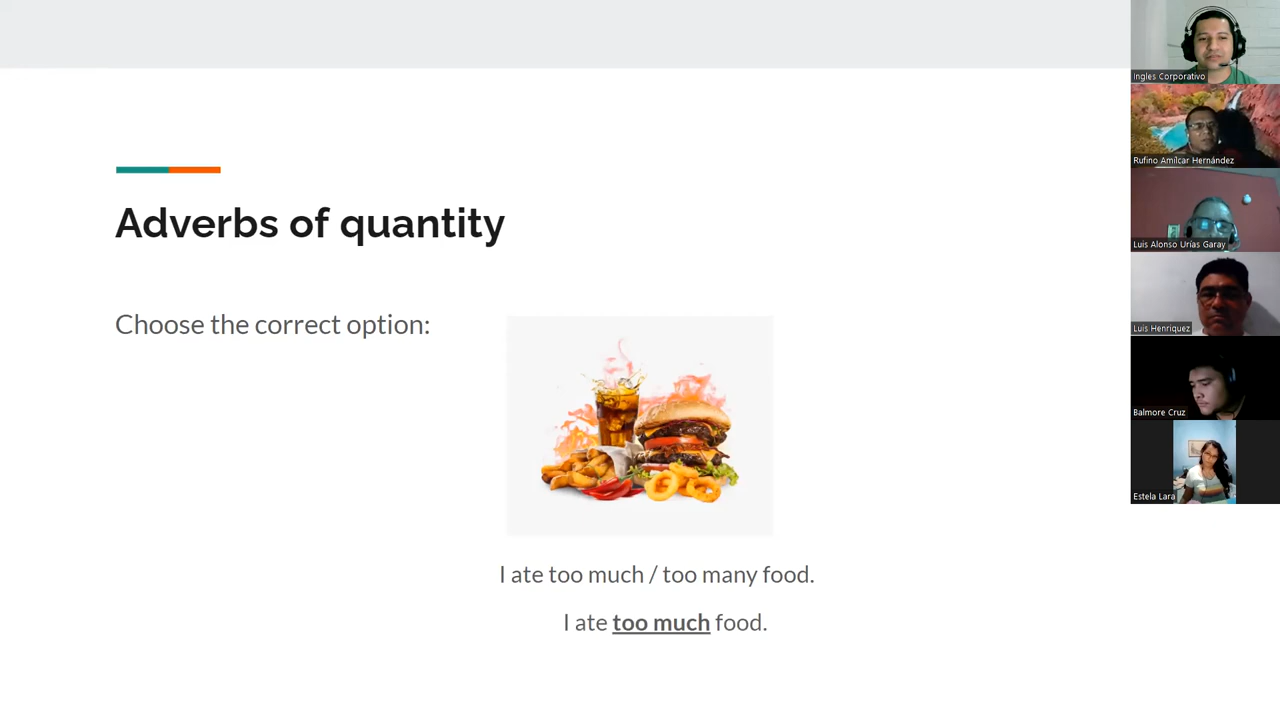 Adverbs of quantity
Choose the correct option:
I ate too much / too many food.
I ate too much food.
Ingles Corporativo
Rufino Amílcar Hernández
Luis Alonso Urías Garay
Luis Henriquez
Balmore Cruz
Estela Lara